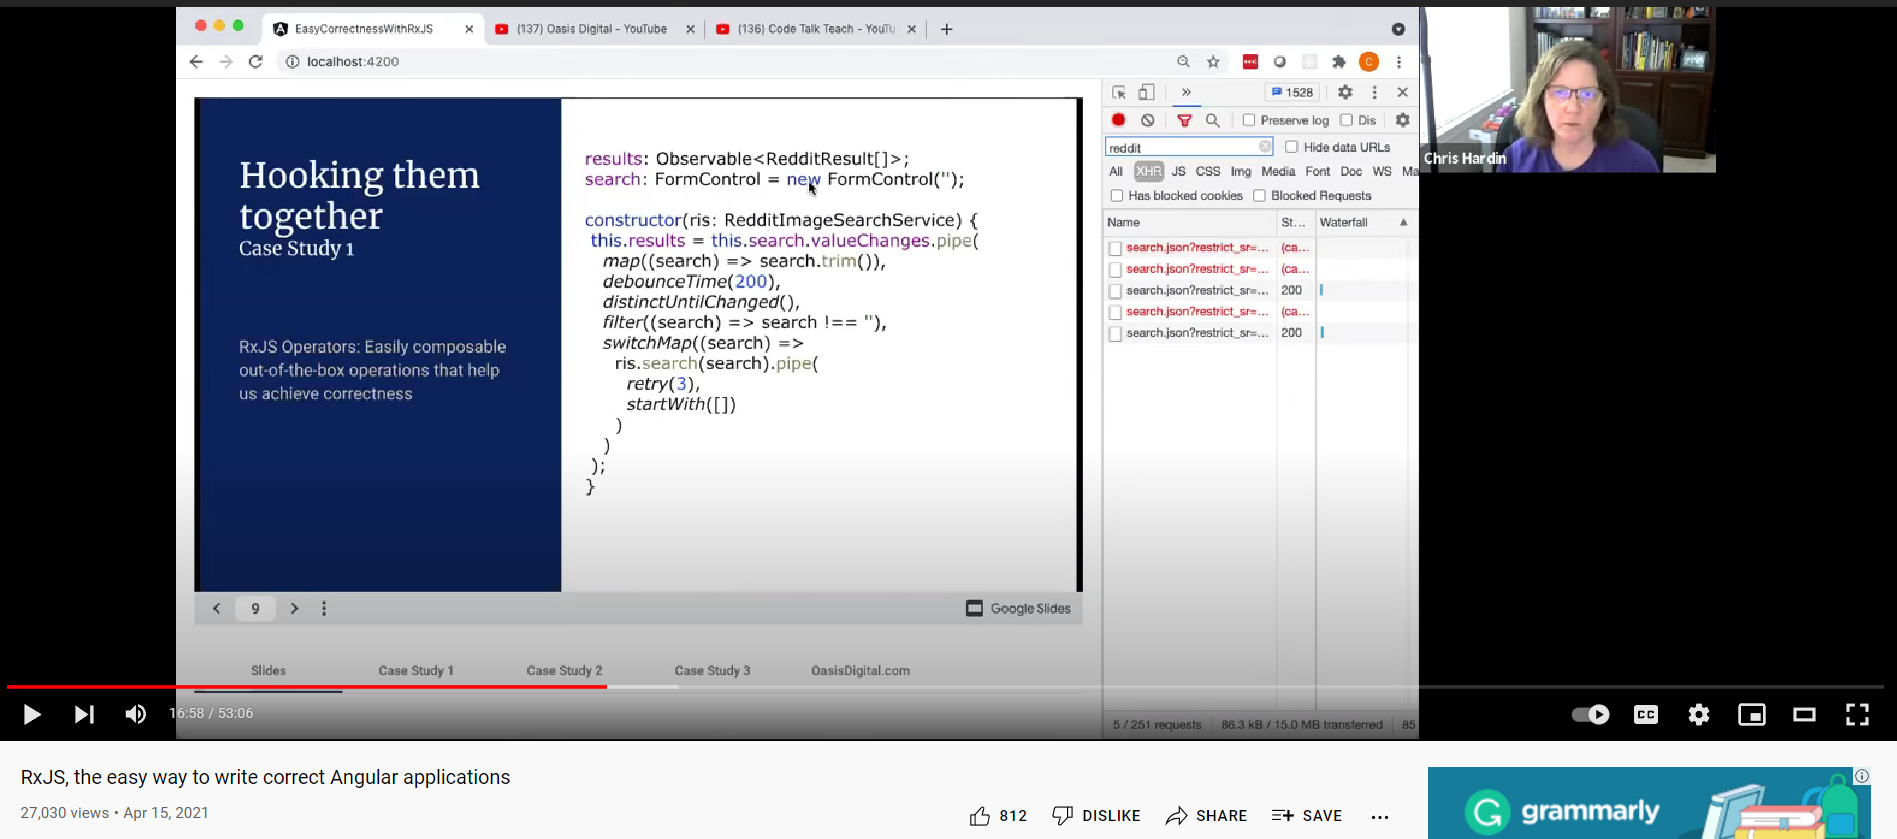 EasyCorrectnessWithRxJS
(137) Oasis Digital - YouTube
(136) Code Talk Teach - YouTu
localhost:4200
C
Hooking them
together
Case Study 1
RxJS Operators: Easily composable
out-of-the-box operations that help
us achieve correctness
results: Observable<RedditResult[]>;
search: FormControl = new FormControl('');
constructor(ris: RedditImageSearchService) {
this.results = this.search.valueChanges.pipe(
map((search) => search.trim()),
debounceTime(200),
distinctUntilChanged(),
filter((search) => search !== ''),
switchMap((search) =>
ris.search(search).pipe(
retry(3),
startWith([])
)
)
);
}
9
Google Slides
Slides Case Study 1 Case Study 2 Case Study 3 OasisDigital.com
1528
Preserve log Dis
reddit Hide data URLs
All XHR JS CSS Img Media Font Doc WS Ma
Has blocked cookies Blocked Requests
Name St... Waterfall
search.json?restrict_sr=... (ca...
search.json?restrict_sr=... (ca...
search.json?restrict_sr=... 200
search.json?restrict_sr=... (ca...
search.json?restrict_sr=... 200
5 / 251 requests 86.3 kB / 15.0 MB transferred 85
Chris Hardin
16:58 / 53:06
CC
RxJS, the easy way to write correct Angular applications
27,030 views • Apr 15, 2021
812 DISLIKE SHARE SAVE ...
grammarly